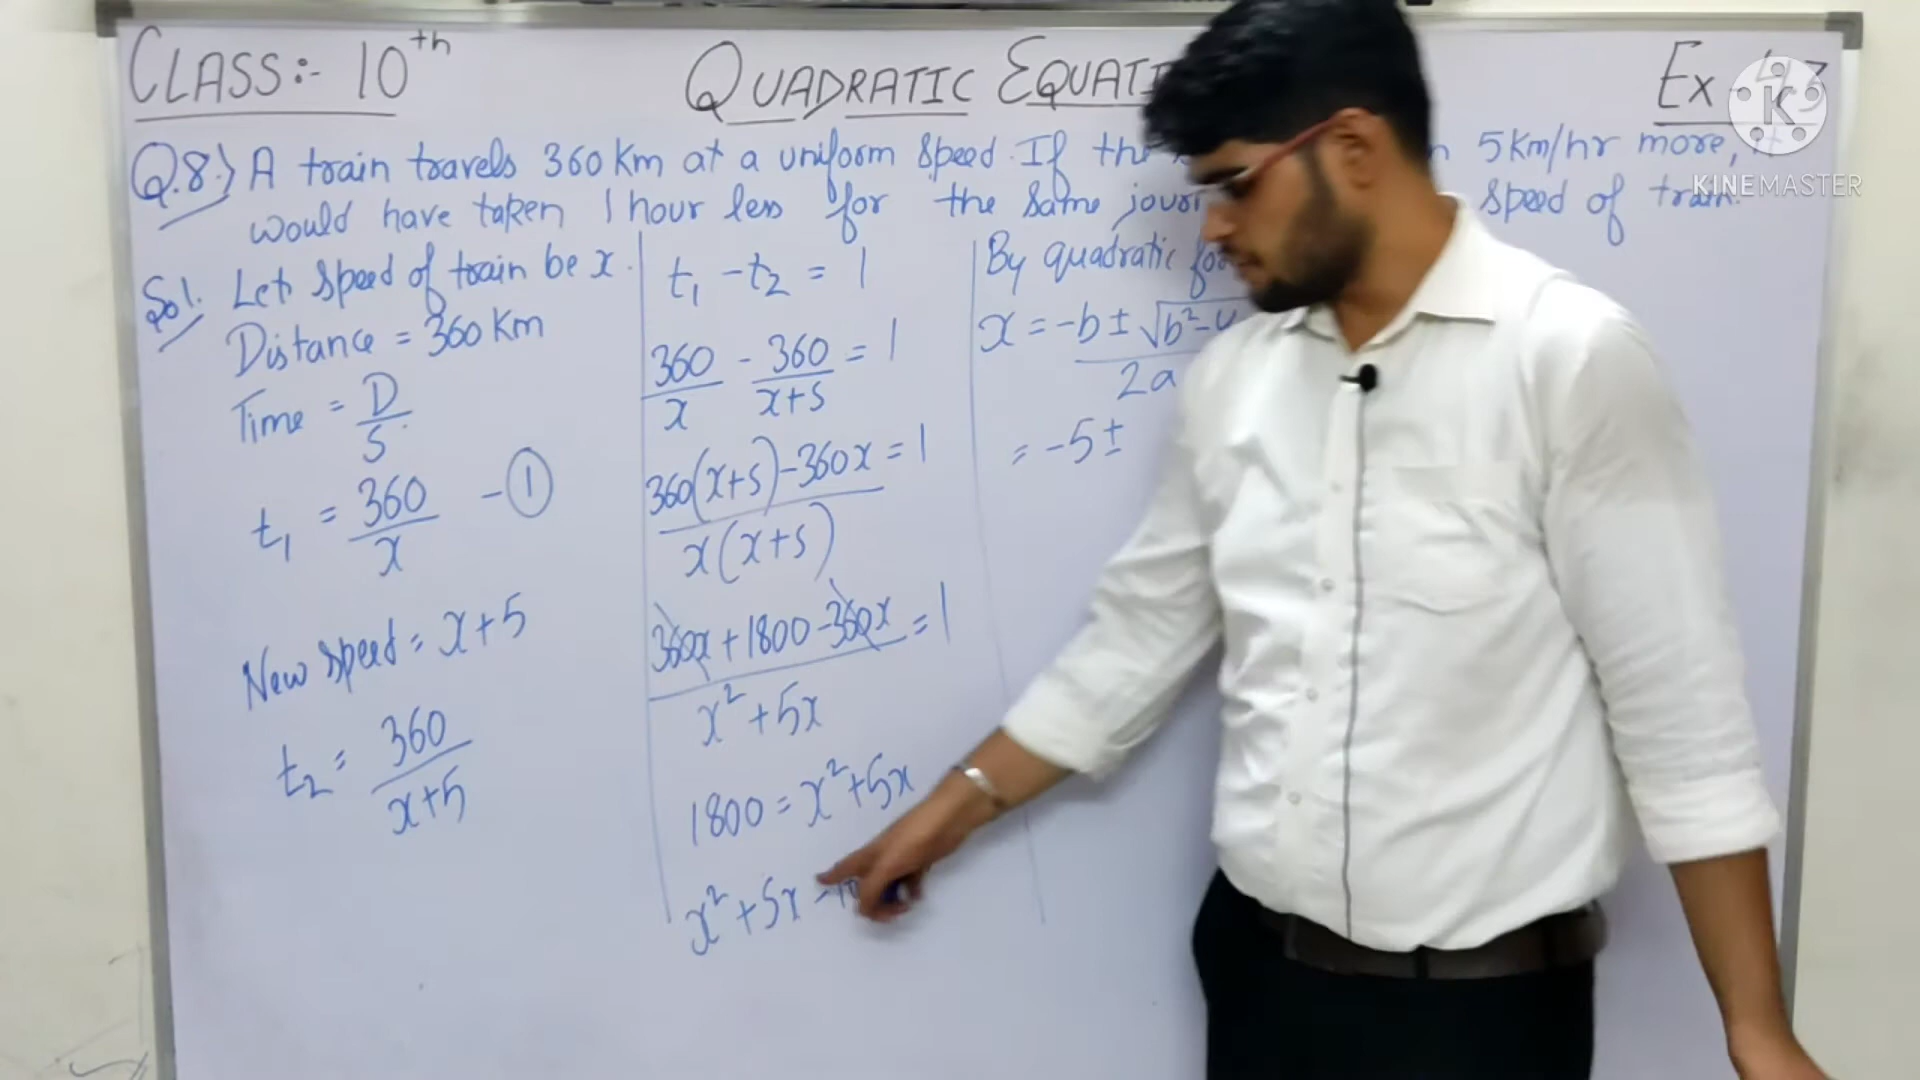 CLASS:- 10th
QUADRATIC EQUATI
Ex
KINEMASTER
Q.8.) A train travels 360 Km at a uniform speed. If the 5 Km/hr more, it
would have taken 1 hour less for the same jour speed of train.
Sol. Let speed of train be x.
Distance = 360 Km
Time = D/S
t₁ = 360/x - ①
New speed = x+5
t₂ = 360/x+5
t₁ - t₂ = 1
360/x - 360/x+5 = 1
360(x+5) - 360x/x(x+5) = 1
360x + 1800 - 360x/x² + 5x = 1
1800 = x² + 5x
x² + 5x -
By quadratic
x = -b ± √b² - 4/2a
= -5 ±